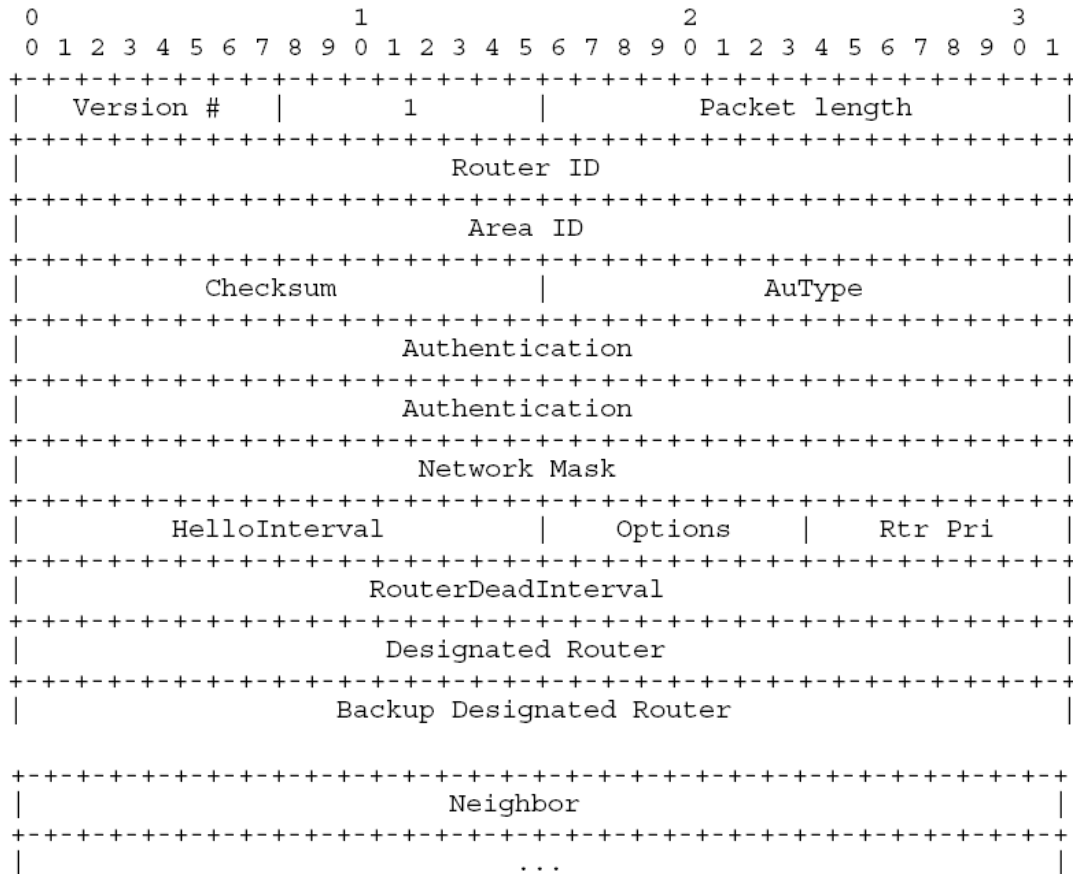 0                   1                   2                   3
 0 1 2 3 4 5 6 7 8 9 0 1 2 3 4 5 6 7 8 9 0 1 2 3 4 5 6 7 8 9 0 1
+-+-+-+-+-+-+-+-+-+-+-+-+-+-+-+-+-+-+-+-+-+-+-+-+-+-+-+-+-+-+-+-+
|   Version #   |       1       |         Packet length         |
+-+-+-+-+-+-+-+-+-+-+-+-+-+-+-+-+-+-+-+-+-+-+-+-+-+-+-+-+-+-+-+-+
|                          Router ID                            |
+-+-+-+-+-+-+-+-+-+-+-+-+-+-+-+-+-+-+-+-+-+-+-+-+-+-+-+-+-+-+-+-+
|                           Area ID                             |
+-+-+-+-+-+-+-+-+-+-+-+-+-+-+-+-+-+-+-+-+-+-+-+-+-+-+-+-+-+-+-+-+
|           Checksum            |             AuType            |
+-+-+-+-+-+-+-+-+-+-+-+-+-+-+-+-+-+-+-+-+-+-+-+-+-+-+-+-+-+-+-+-+
|                       Authentication                          |
+-+-+-+-+-+-+-+-+-+-+-+-+-+-+-+-+-+-+-+-+-+-+-+-+-+-+-+-+-+-+-+-+
|                       Authentication                          |
+-+-+-+-+-+-+-+-+-+-+-+-+-+-+-+-+-+-+-+-+-+-+-+-+-+-+-+-+-+-+-+-+
|                        Network Mask                           |
+-+-+-+-+-+-+-+-+-+-+-+-+-+-+-+-+-+-+-+-+-+-+-+-+-+-+-+-+-+-+-+-+
|         HelloInterval         |    Options    |    Rtr Pri    |
+-+-+-+-+-+-+-+-+-+-+-+-+-+-+-+-+-+-+-+-+-+-+-+-+-+-+-+-+-+-+-+-+
|                     RouterDeadInterval                        |
+-+-+-+-+-+-+-+-+-+-+-+-+-+-+-+-+-+-+-+-+-+-+-+-+-+-+-+-+-+-+-+-+
|                      Designated Router                        |
+-+-+-+-+-+-+-+-+-+-+-+-+-+-+-+-+-+-+-+-+-+-+-+-+-+-+-+-+-+-+-+-+
|                   Backup Designated Router                    |
+-+-+-+-+-+-+-+-+-+-+-+-+-+-+-+-+-+-+-+-+-+-+-+-+-+-+-+-+-+-+-+-+
|                          Neighbor                             |
+-+-+-+-+-+-+-+-+-+-+-+-+-+-+-+-+-+-+-+-+-+-+-+-+-+-+-+-+-+-+-+-+
|                              ...                              |